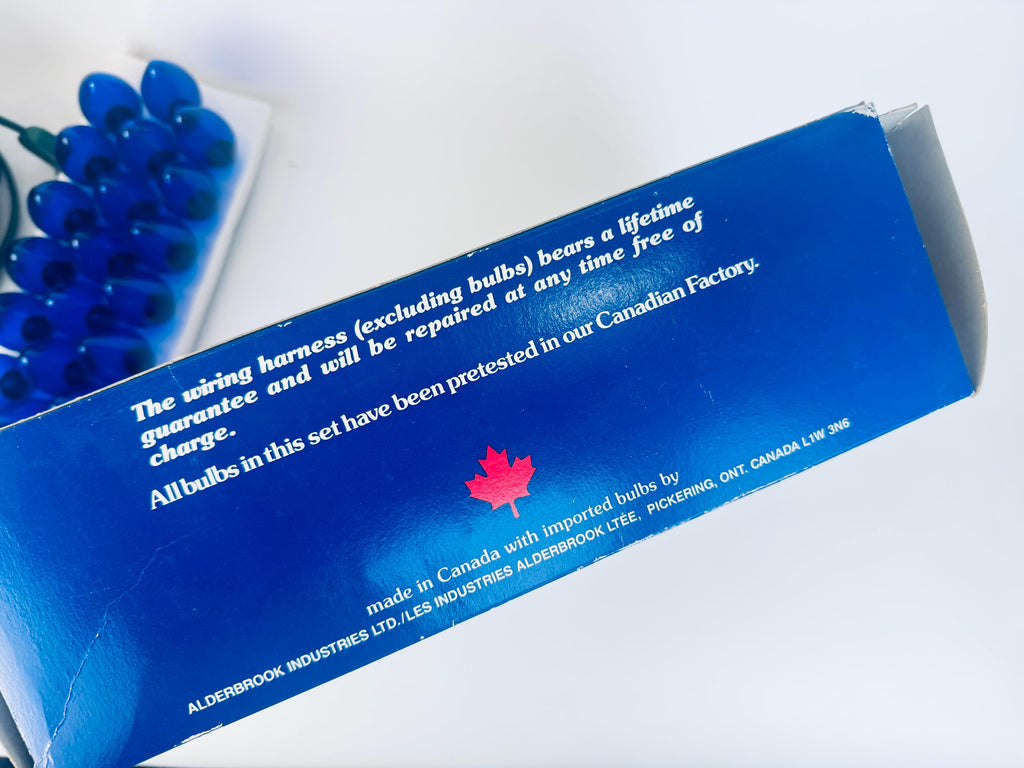 The wiring harness (excluding bulbs) bears a lifetime
guarantee and will be repaired at any time free of
charge.
All bulbs in this set have been pretested in our Canadian Factory.
made in Canada with imported bulbs by
ALDERBROOK INDUSTRIES LTD./LES INDUSTRIES ALDERBROOK LTÉE, PICKERING, ONT. CANADA L1W 3N6